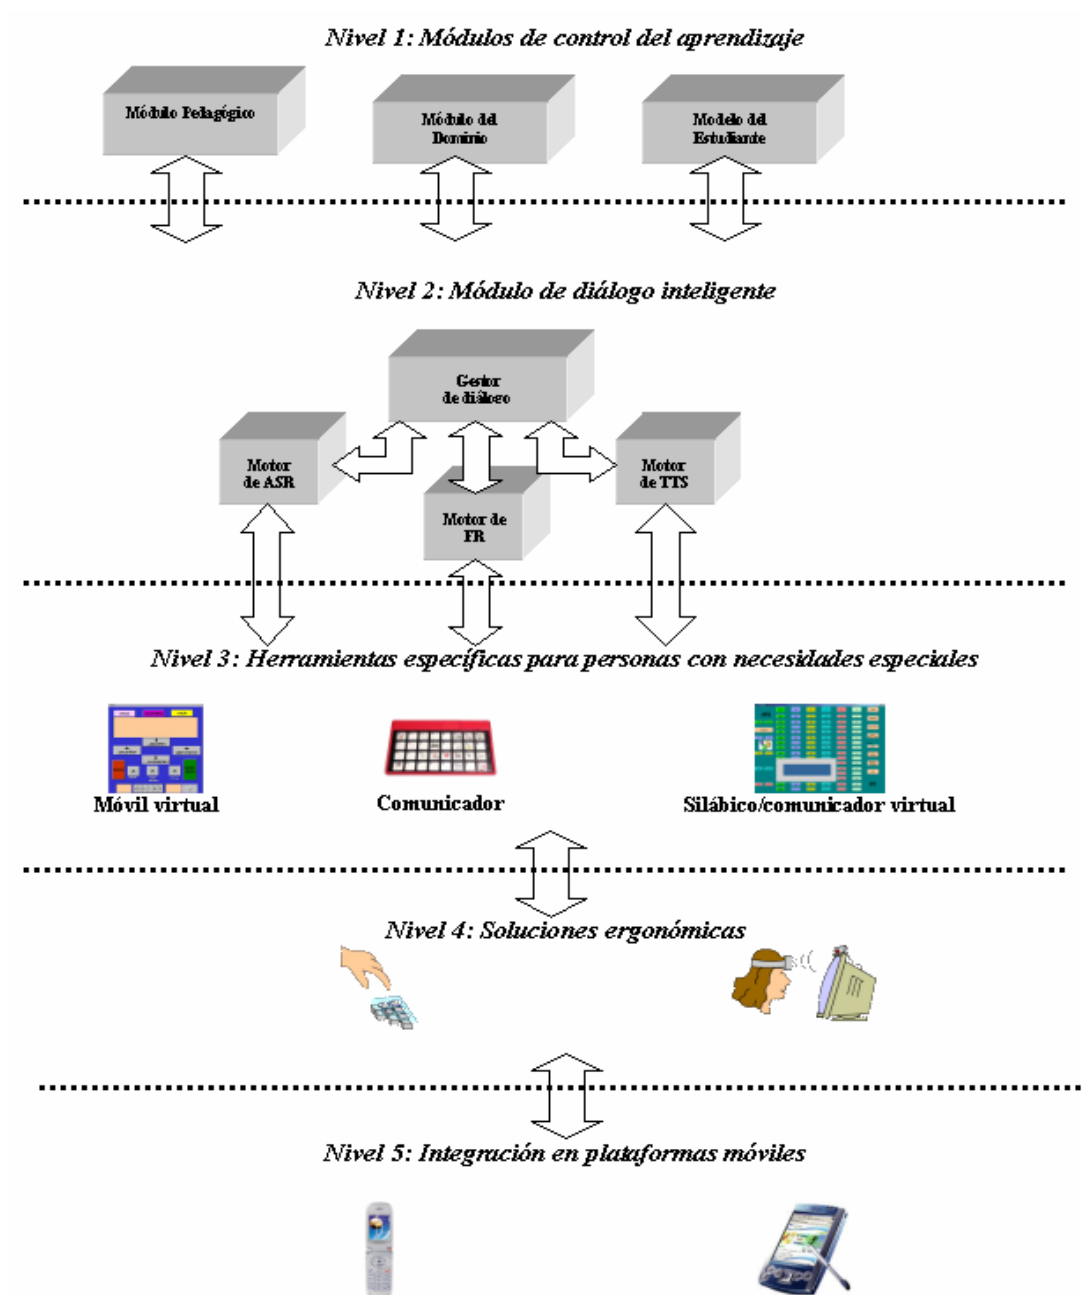 Nivel 1: Módulos de control del aprendizaje
Módulo Pedagógico
Módulo del
Dominio
Modelo del
Estudiante
Nivel 2: Módulo de diálogo inteligente
Gestor
de diálogo
Motor
de ASR
Motor de
FR
Motor
de TTS
Nivel 3: Herramientas específicas para personas con necesidades especiales
Móvil virtual
Comunicador
Silábico/comunicador virtual
Nivel 4: Soluciones ergonómicas
Nivel 5: Integración en plataformas móviles